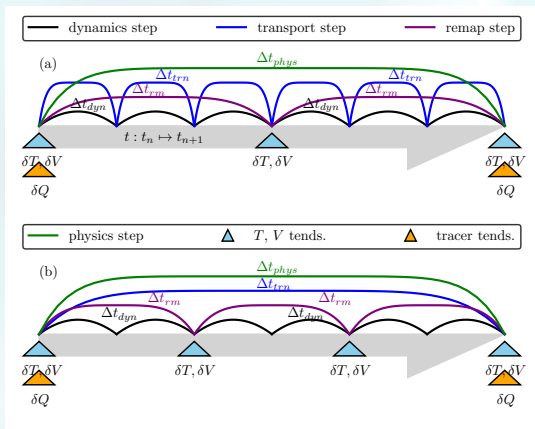 dynamics step transport step remap step
(a)
Δt_phys
Δt_trn Δt_trn
Δt_rm Δt_rm
Δt_dyn Δt_dyn
t : t_n ↦ t_{n+1}
δT, δV δT, δV δT, δV
δQ δQ
physics step T, V tends. tracer tends.
(b)
Δt_phys
Δt_trn
Δt_rm Δt_rm
Δt_dyn Δt_dyn
δT, δV δT, δV δT, δV δT, δV
δQ δQ